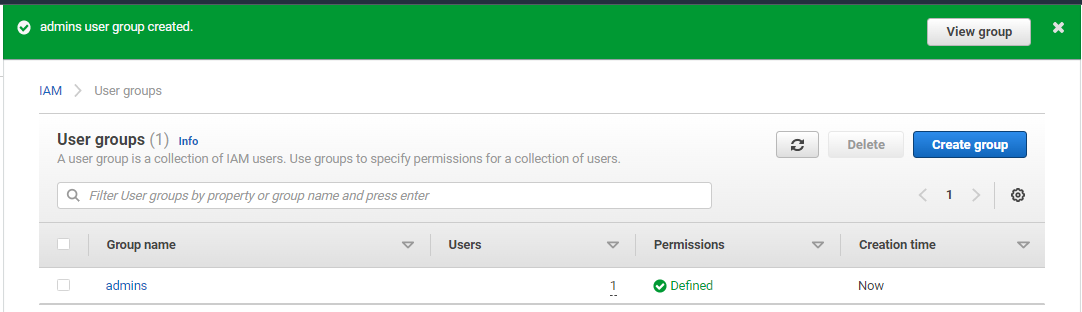 admins user group created.
View group
IAM > User groups
User groups (1) Info
A user group is a collection of IAM users. Use groups to specify permissions for a collection of users.
Delete
Create group
Filter User groups by property or group name and press enter
1
Group name Users Permissions Creation time
admins 1 Defined Now